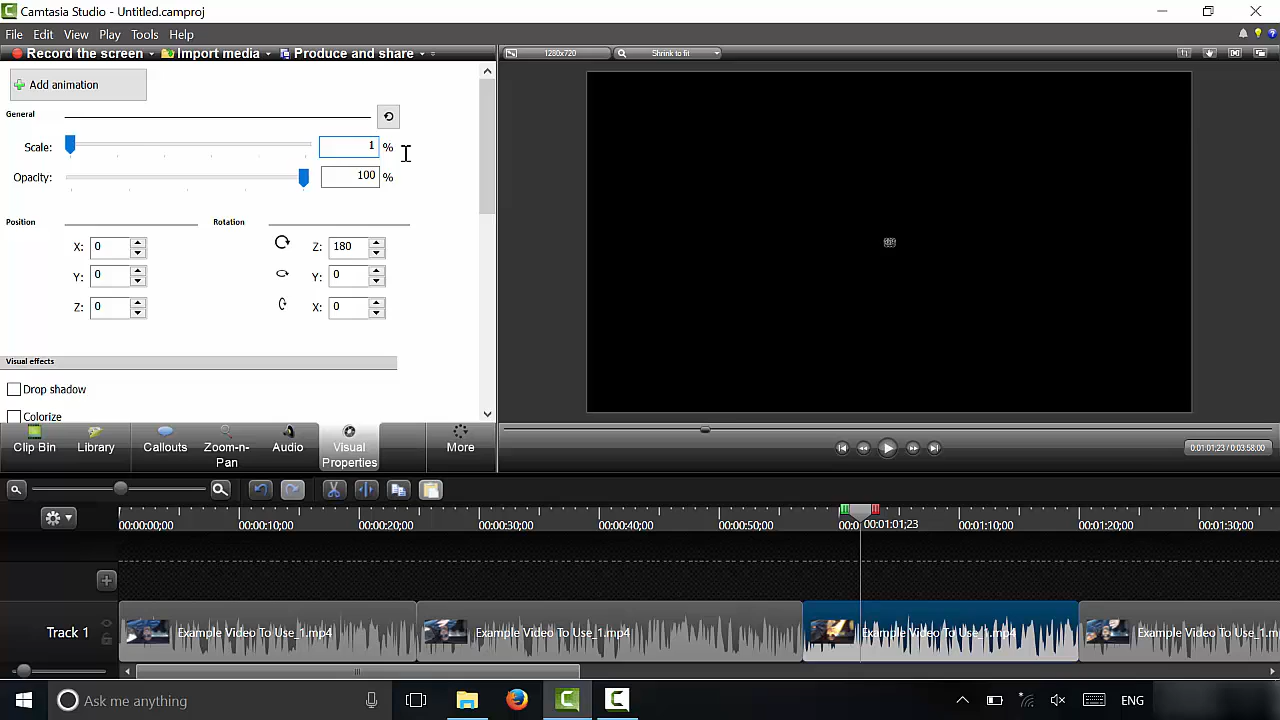 Camtasia Studio - Untitled.camproj
File Edit View Play Tools Help
Record the screen Import media Produce and share
1280x720 Shrink to fit
Add animation
General
Scale: 1 %
Opacity: 100 %
Position Rotation
X: 0 Z: 180
Y: 0 Y: 0
Z: 0 X: 0
Visual effects
Drop shadow
Colorize
Clip Bin Library Callouts Zoom-n-Pan Audio Visual Properties More
0:01:01;23 / 0:03:58;00
00:00:00;00 00:00:10;00 00:00:20;00 00:00:30;00 00:00:40;00 00:00:50;00 00:0 00:01:01;23 00:01:10;00 00:01:20;00 00:01:30;00
Track 1 Example Video To Use_1.mp4 Example Video To Use_1.mp4 Example Video To Use_1.mp4 Example Video To Use_1.m
Ask me anything ENG